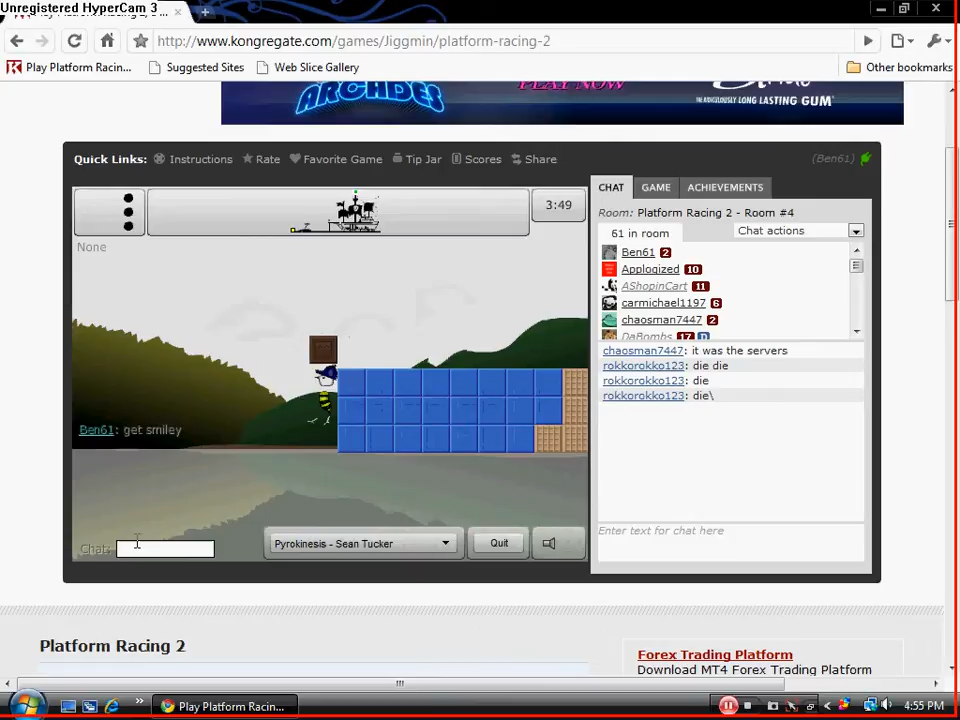 Unregistered HyperCam 3
http://www.kongregate.com/games/Jiggmin/platform-racing-2
Play Platform Racin...
Suggested Sites
Web Slice Gallery
Other bookmarks
ARCADES
PLAY NOW
RIDICULOUSLY LONG LASTING GUM
Quick Links:
Instructions
Rate
Favorite Game
Tip Jar
Scores
Share
(Ben61)
3:49
None
Ben61: get smiley
Chat:
Pyrokinesis - Sean Tucker
Quit
CHAT
GAME
ACHIEVEMENTS
Room: Platform Racing 2 - Room #4
61 in room
Chat actions
Ben61 2
Applogized 10
AShopinCart 11
carmichael1197 6
chaosman7447 2
DaBombs 17 D
chaosman7447: it was the servers
rokkorokko123: die die
rokkorokko123: die
rokkorokko123: die\
Enter text for chat here
Platform Racing 2
Forex Trading Platform
Download MT4 Forex Trading Platform
Play Platform Racin...
4:55 PM